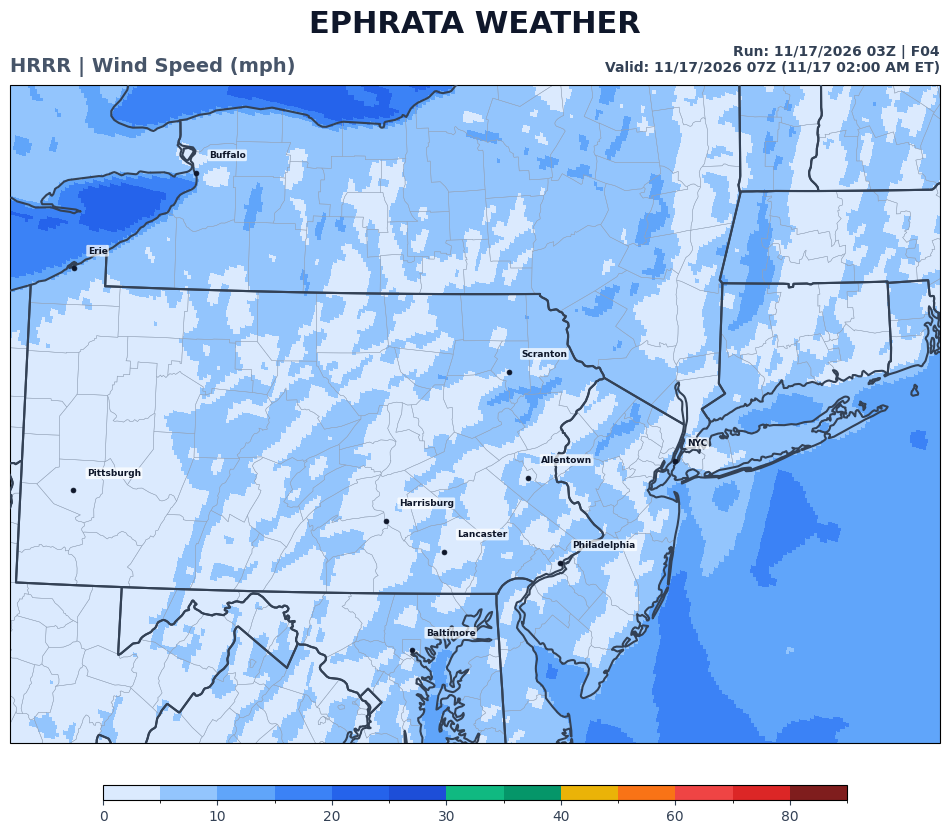 EPHRATA WEATHER
HRRR | Wind Speed (mph)
Run: 11/17/2026 03Z | F04
Valid: 11/17/2026 07Z (11/17 02:00 AM ET)
Buffalo
Erie
Scranton
NYC
Allentown
Pittsburgh
Harrisburg
Lancaster
Philadelphia
Baltimore
0 10 20 30 40 60 80